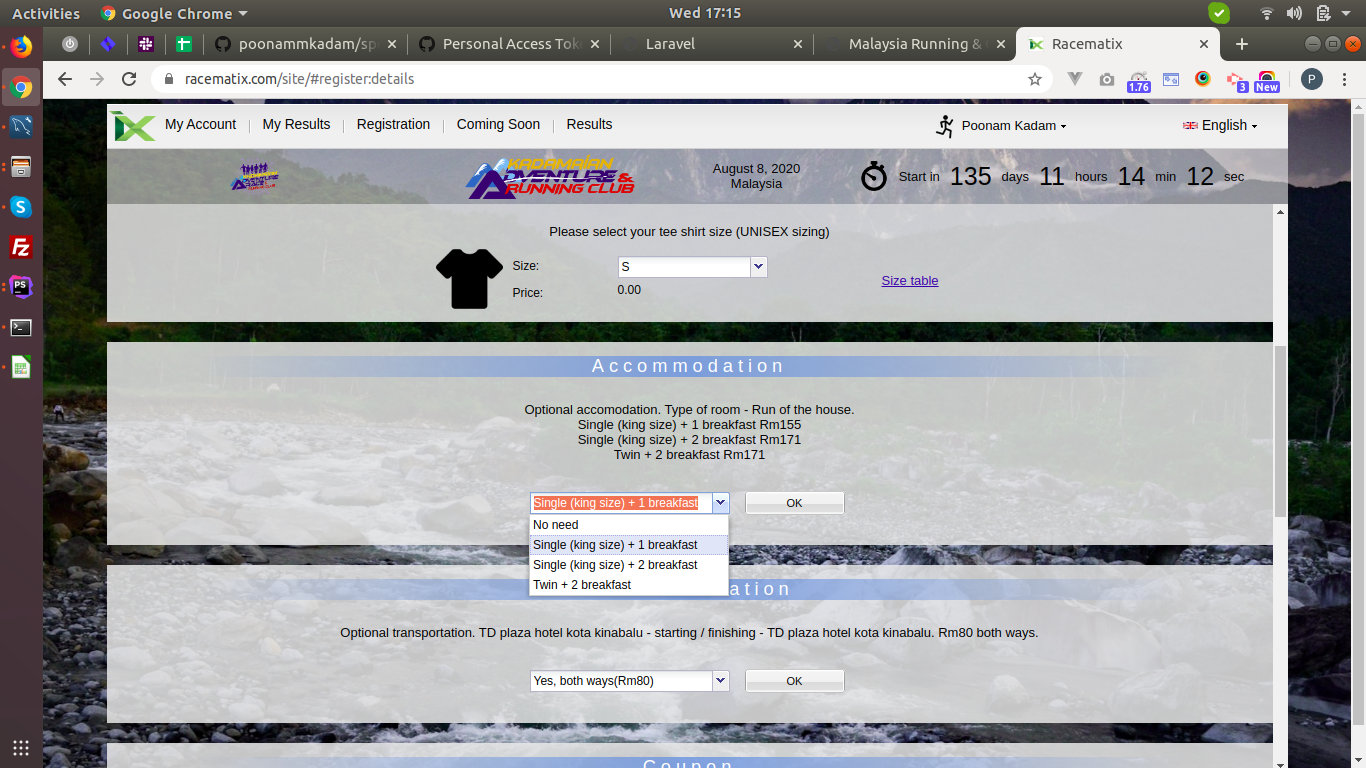 Activities
Google Chrome
Wed 17:15
poonammkadam/sp
Personal Access Tok
Laravel
Malaysia Running &
Racematix
racematix.com/site/#register:details
1.76
3
New
P
My Account
My Results
Registration
Coming Soon
Results
Poonam Kadam
English
KADAMAIAN
ADVENTURE &
RUNNING CLUB
August 8, 2020
Malaysia
Start in 135 days 11 hours 14 min 12 sec
Please select your tee shirt size (UNISEX sizing)
Size:
S
Size table
Price:
0.00
Accommodation
Optional accomodation. Type of room - Run of the house.
Single (king size) + 1 breakfast Rm155
Single (king size) + 2 breakfast Rm171
Twin + 2 breakfast Rm171
Single (king size) + 1 breakfast
OK
No need
Single (king size) + 1 breakfast
Single (king size) + 2 breakfast
Twin + 2 breakfast
ation
Optional transportation. TD plaza hotel kota kinabalu - starting / finishing - TD plaza hotel kota kinabalu. Rm80 both ways.
Yes, both ways(Rm80)
OK
Coupon